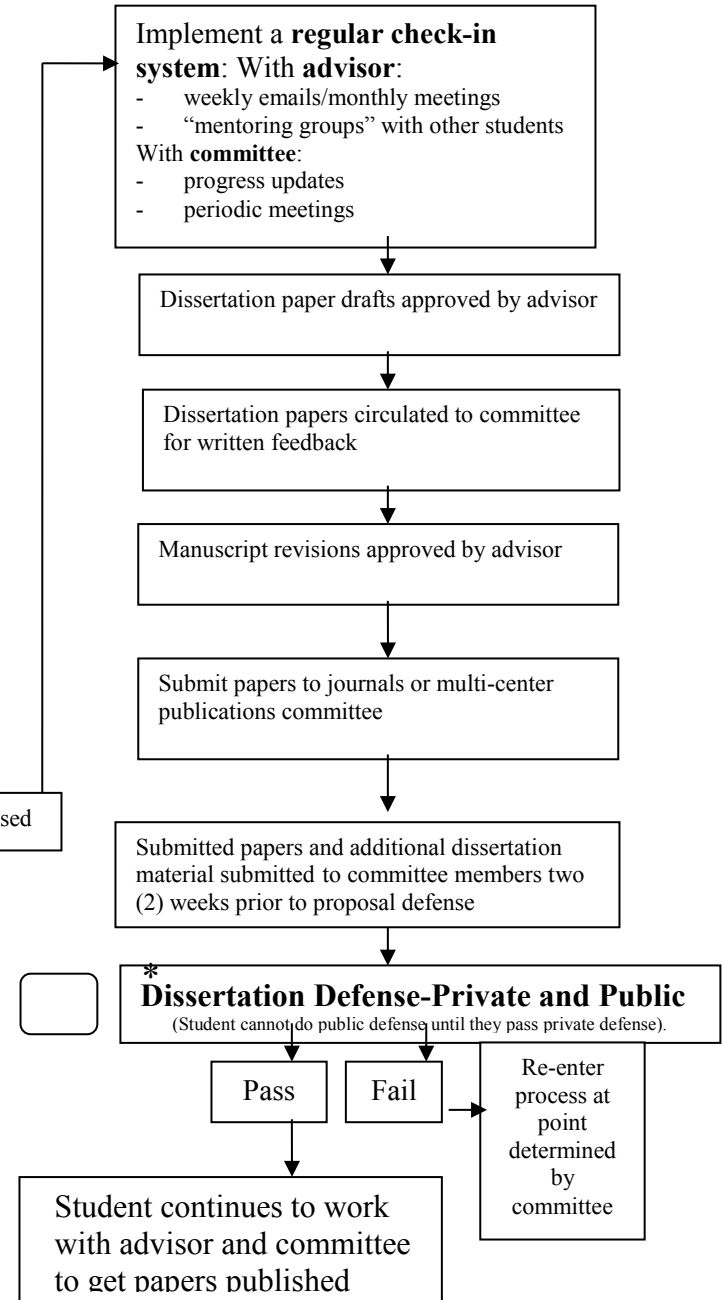 Implement a regular check-in
system: With advisor:
- weekly emails/monthly meetings
- “mentoring groups” with other students
With committee:
- progress updates
- periodic meetings
Dissertation paper drafts approved by advisor
Dissertation papers circulated to committee
for written feedback
Manuscript revisions approved by advisor
Submit papers to journals or multi-center
publications committee
sed
Submitted papers and additional dissertation
material submitted to committee members two
(2) weeks prior to proposal defense
*
Dissertation Defense-Private and Public
(Student cannot do public defense until they pass private defense).
Pass
Fail
Re-enter
process at
point
determined
by
committee
Student continues to work
with advisor and committee
to get papers published